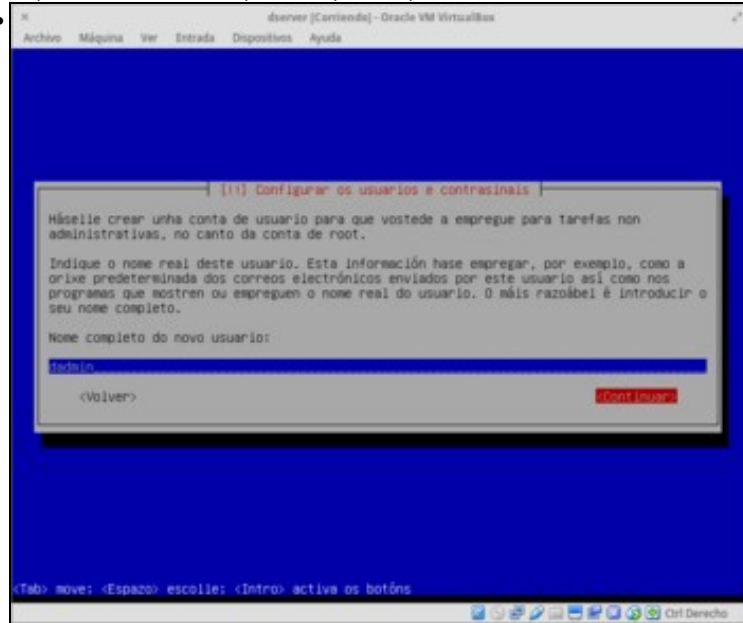 dserver [Corriendo] - Oracle VM VirtualBox
Archivo Máquina Ver Entrada Dispositivos Ayuda
[!!] Configurar os usuarios e contrasinais
Háselle crear unha conta de usuario para que vostede a empregue para tarefas non
administrativas, no canto da conta de root.
Indique o nome real deste usuario. Esta información hase empregar, por exemplo, como a
orixe predeterminada dos correos electrónicos enviados por este usuario así como nos
programas que mostren ou empreguen o nome real do usuario. O máis razoábel é introducir o
seu nome completo.
Nome completo do novo usuario:
dadmin
<Volver> <Continuar>
<Tab> move; <Espazo> escolle; <Intro> activa os botóns
Ctrl Derecho